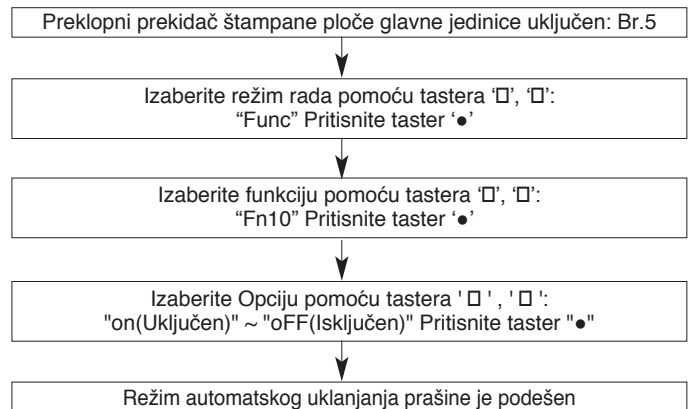 Preklopni prekidač štampane ploče glavne jedinice uključen: Br.5
Izaberite režim rada pomoću tastera ‘□’, ‘□’:
“Func” Pritisnite taster ‘●’
Izaberite funkciju pomoću tastera ‘□’, ‘□’:
“Fn10” Pritisnite taster ‘●’
Izaberite Opciju pomoću tastera ' □ ' , ' □ ':
"on(Uključen)" ~ "oFF(Isključen)" Pritisnite taster "●"
Režim automatskog uklanjanja prašine je podešen